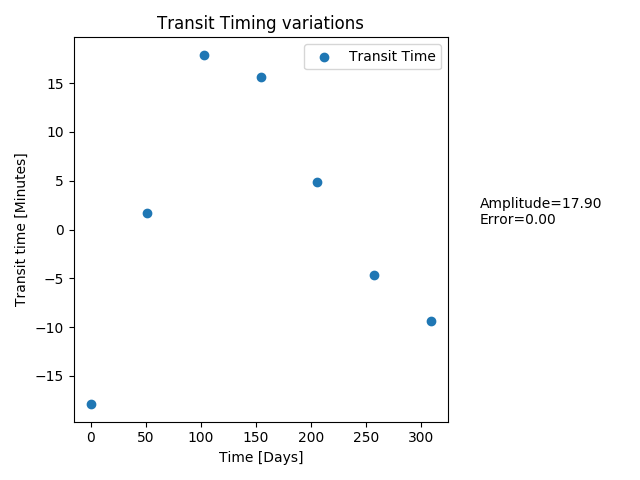 Transit Timing variations
Transit Time
15
10
5
0
−5
−10
−15
Transit time [Minutes]
Amplitude=17.90
Error=0.00
0 50 100 150 200 250 300
Time [Days]